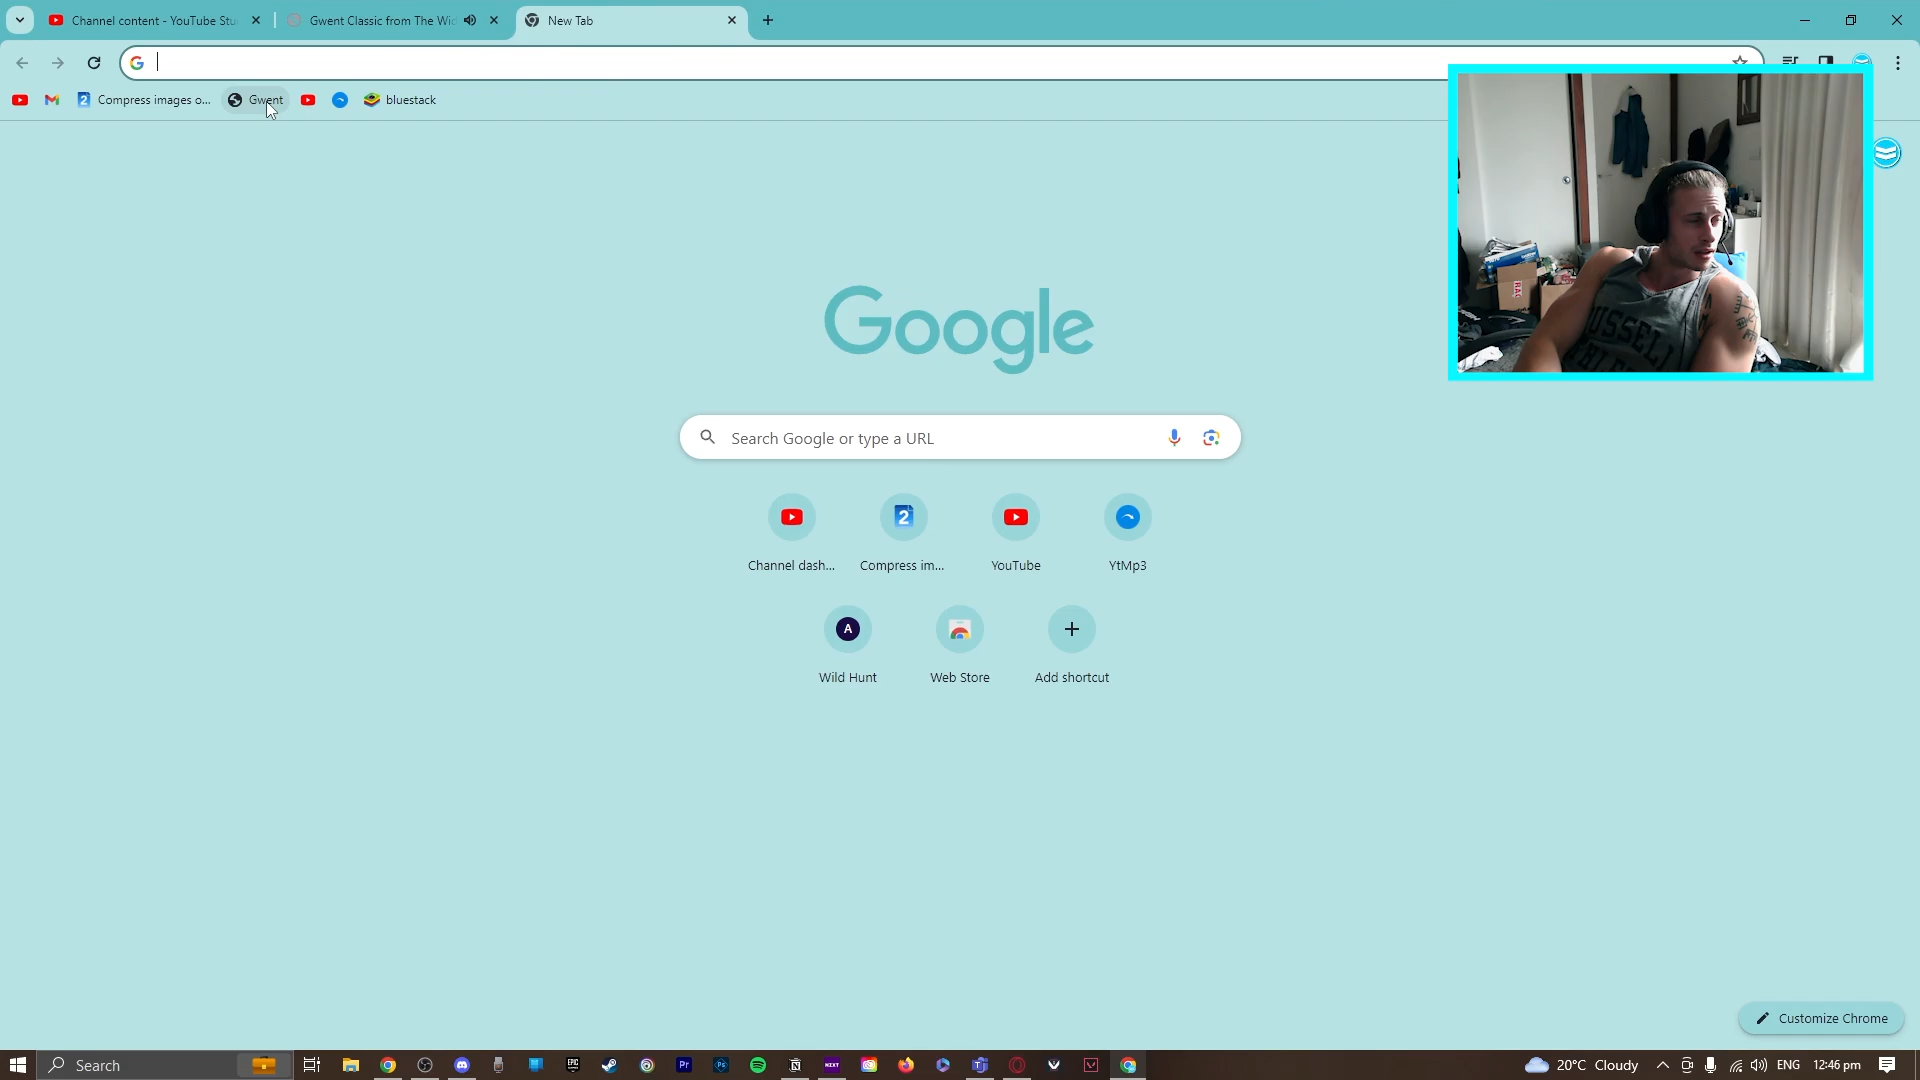 Channel content - YouTube Stu
Gwent Classic from The Wi
New Tab
Compress images o...
Gwent
bluestack
Google
Search Google or type a URL
Channel dash...
Compress im...
YouTube
YtMp3
A
Wild Hunt
Web Store
Add shortcut
Customize Chrome
Search
20°C Cloudy
ENG
12:46 pm